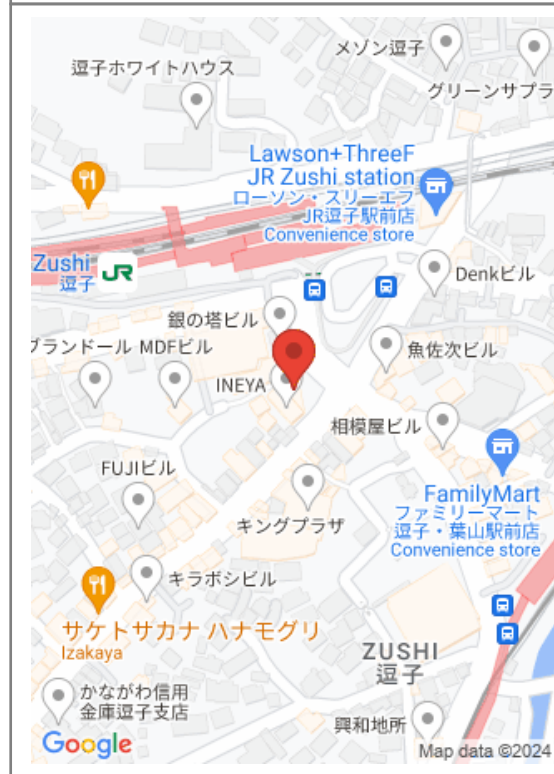 メゾン逗子
逗子ホワイトハウス
グリーンサプラ
Lawson+ThreeF
JR Zushi station
ローソン・スリーエフ
JR逗子駅前店
Convenience store
Zushi
逗子
JR
Denkビル
銀の塔ビル
ブランドール MDFビル
魚佐次ビル
INEYA
相模屋ビル
FUJIビル
FamilyMart
ファミリーマート
逗子・葉山駅前店
Convenience store
キングプラザ
キラボシビル
サケトサカナ ハナモグリ
Izakaya
ZUSHI
逗子
かながわ信用
金庫逗子支店
興和地所
Google
Map data ©2024